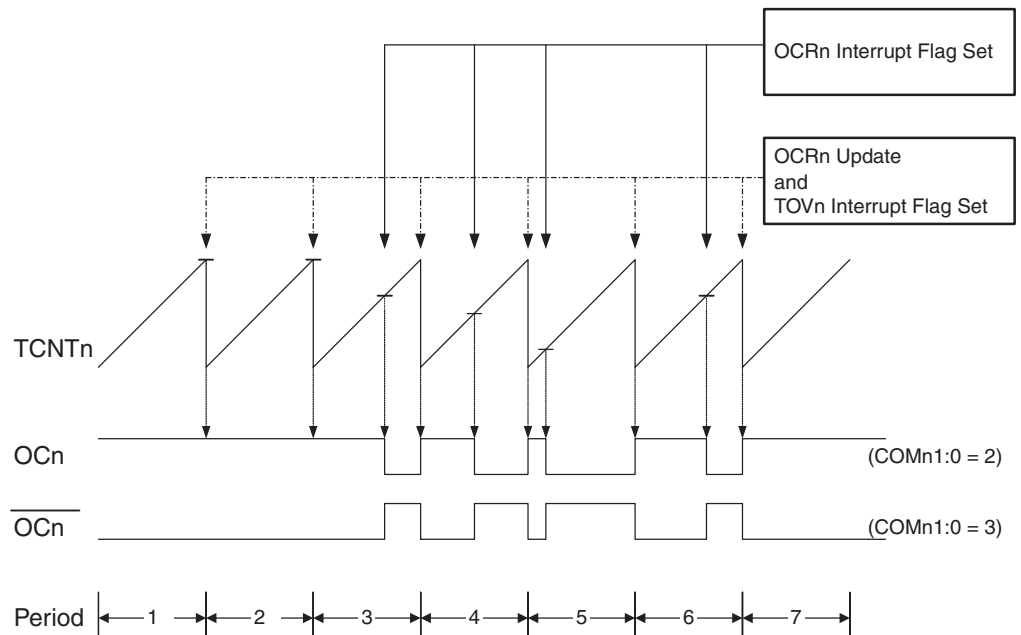 OCRn Interrupt Flag Set
OCRn Update
and
TOVn Interrupt Flag Set
TCNTn
OCn
(COMn1:0 = 2)
OCn
(COMn1:0 = 3)
Period
1
2
3
4
5
6
7